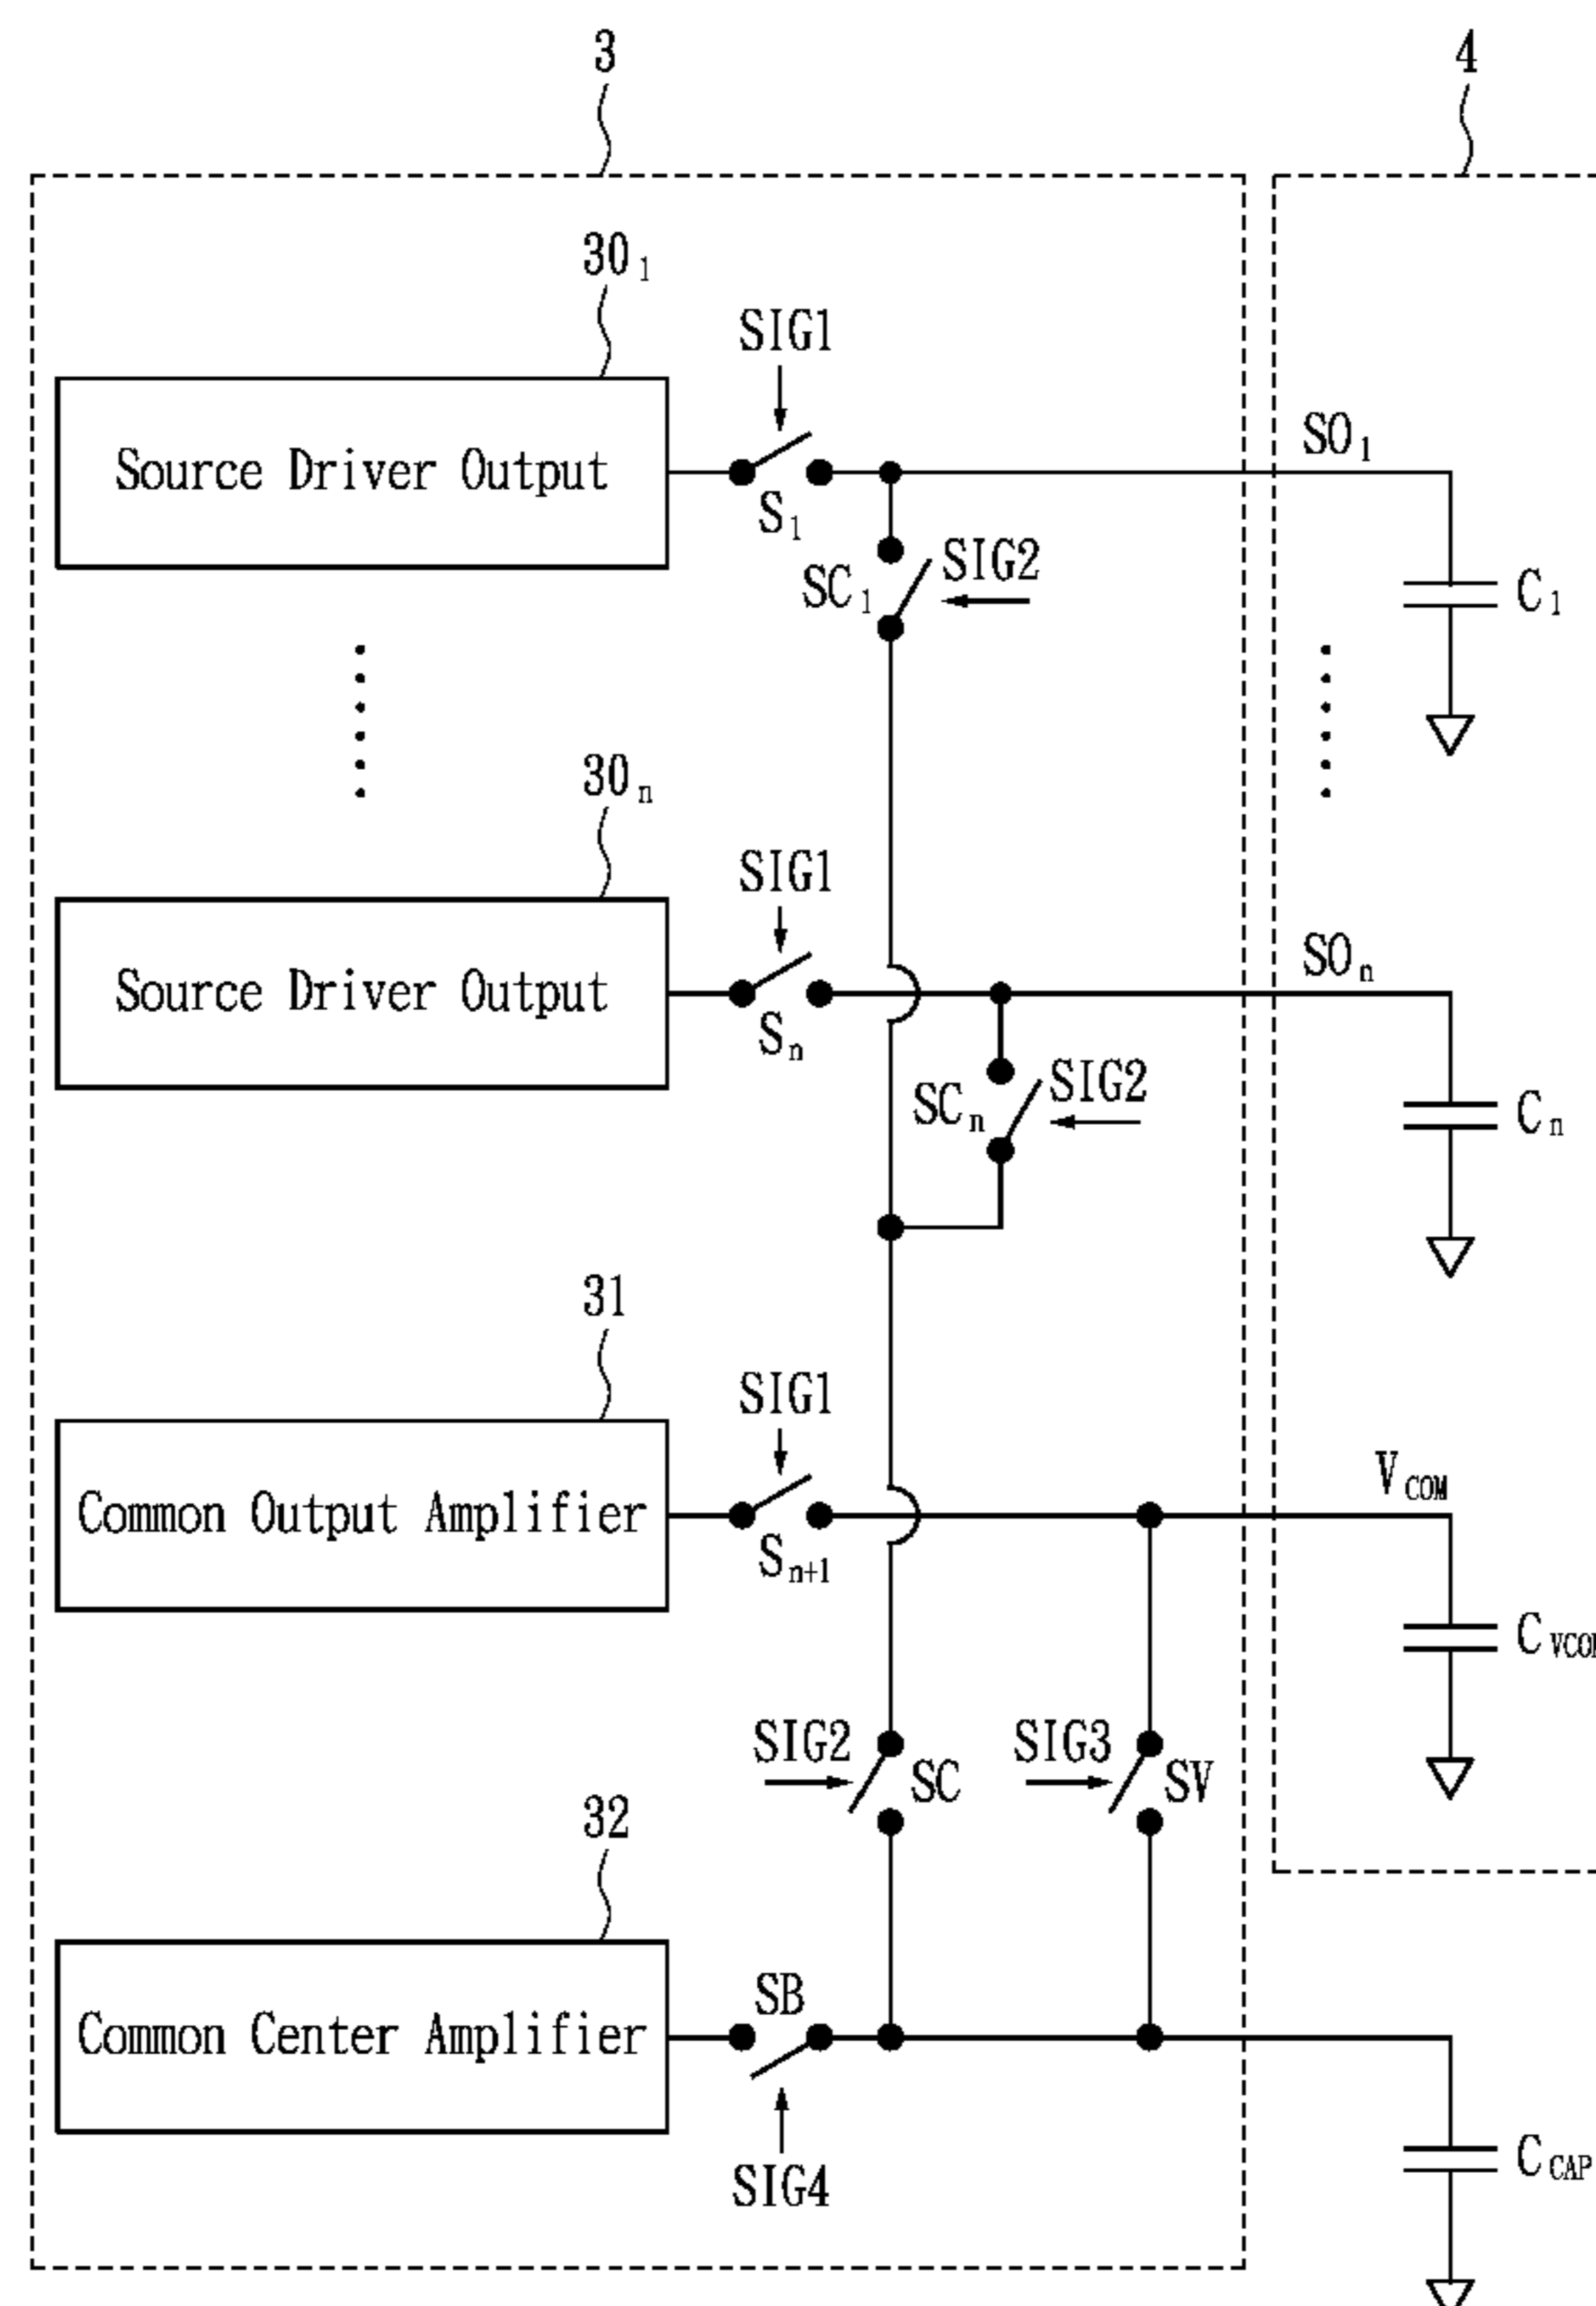 3
4
30₁
SIG1
Source Driver Output
SO₁
S₁
SC₁
SIG2
C₁
30ₙ
SIG1
Source Driver Output
SOₙ
Sₙ
SCₙ
SIG2
Cₙ
31
SIG1
Common Output Amplifier
V_COM
Sₙ₊₁
C_VCO
SIG2
SC
SIG3
SV
32
SB
Common Center Amplifier
SIG4
C_CAP